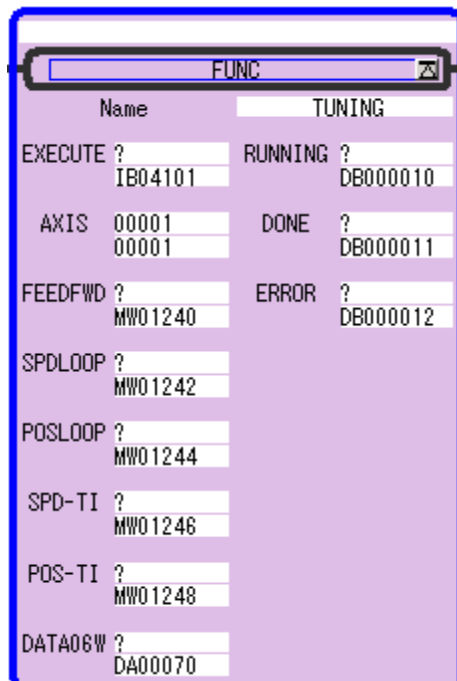 FUNC
Name TUNING
EXECUTE ? RUNNING ?
IB04101 DB000010
AXIS 00001 DONE ?
00001 DB000011
FEEDFWD ? ERROR ?
MW01240 DB000012
SPDLOOP ?
MW01242
POSLOOP ?
MW01244
SPD-TI ?
MW01246
POS-TI ?
MW01248
DATA06W ?
DA00070